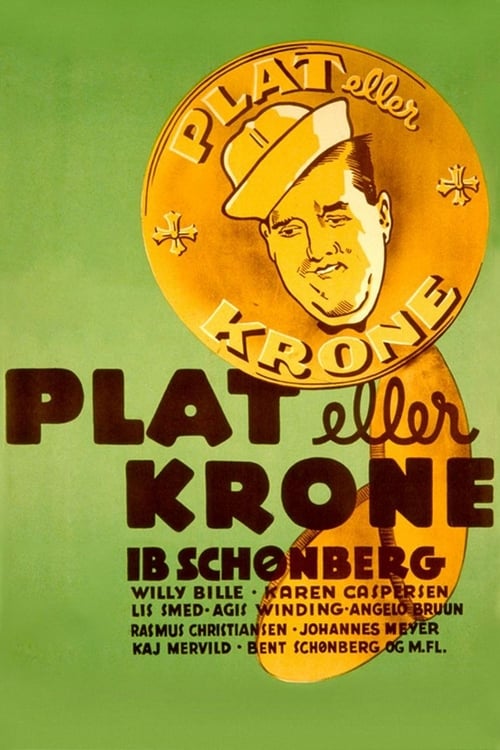 PLAT eller
KRONE
PLAT eller
KRONE
IB SCHØNBERG
WILLY BILLE · KAREN CASPERSEN
LIS SMED · AGIS WINDING · ANGELO BRUUN
RASMUS CHRISTIANSEN · JOHANNES MEYER
KAJ MERVILD · BENT SCHØNBERG OG M.FL.